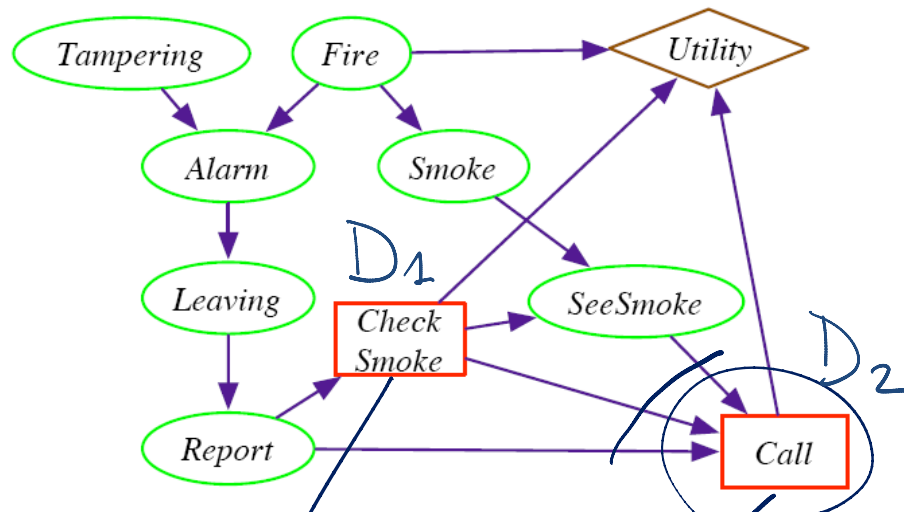 Tampering
Fire
Utility
Alarm
Smoke
D1
Leaving
SeeSmoke
Check
Smoke
D2
Report
Call